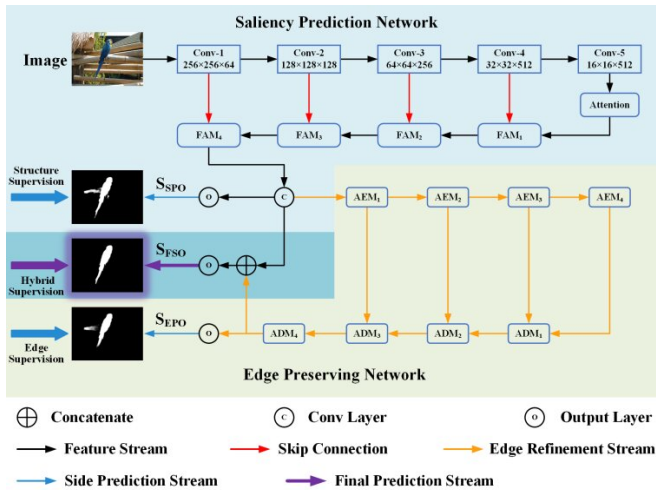 Saliency Prediction Network
Image
Conv-1
256×256×64
Conv-2
128×128×128
Conv-3
64×64×256
Conv-4
32×32×512
Conv-5
16×16×512
Attention
FAM₄
FAM₃
FAM₂
FAM₁
Structure
Supervision
S_SPO
O
C
AEM₁
AEM₂
AEM₃
AEM₄
Hybrid
Supervision
S_FSO
O
Edge
Supervision
S_EPO
O
ADM₄
ADM₃
ADM₂
ADM₁
Edge Preserving Network
Concatenate
C
Conv Layer
O
Output Layer
Feature Stream
Skip Connection
Edge Refinement Stream
Side Prediction Stream
Final Prediction Stream